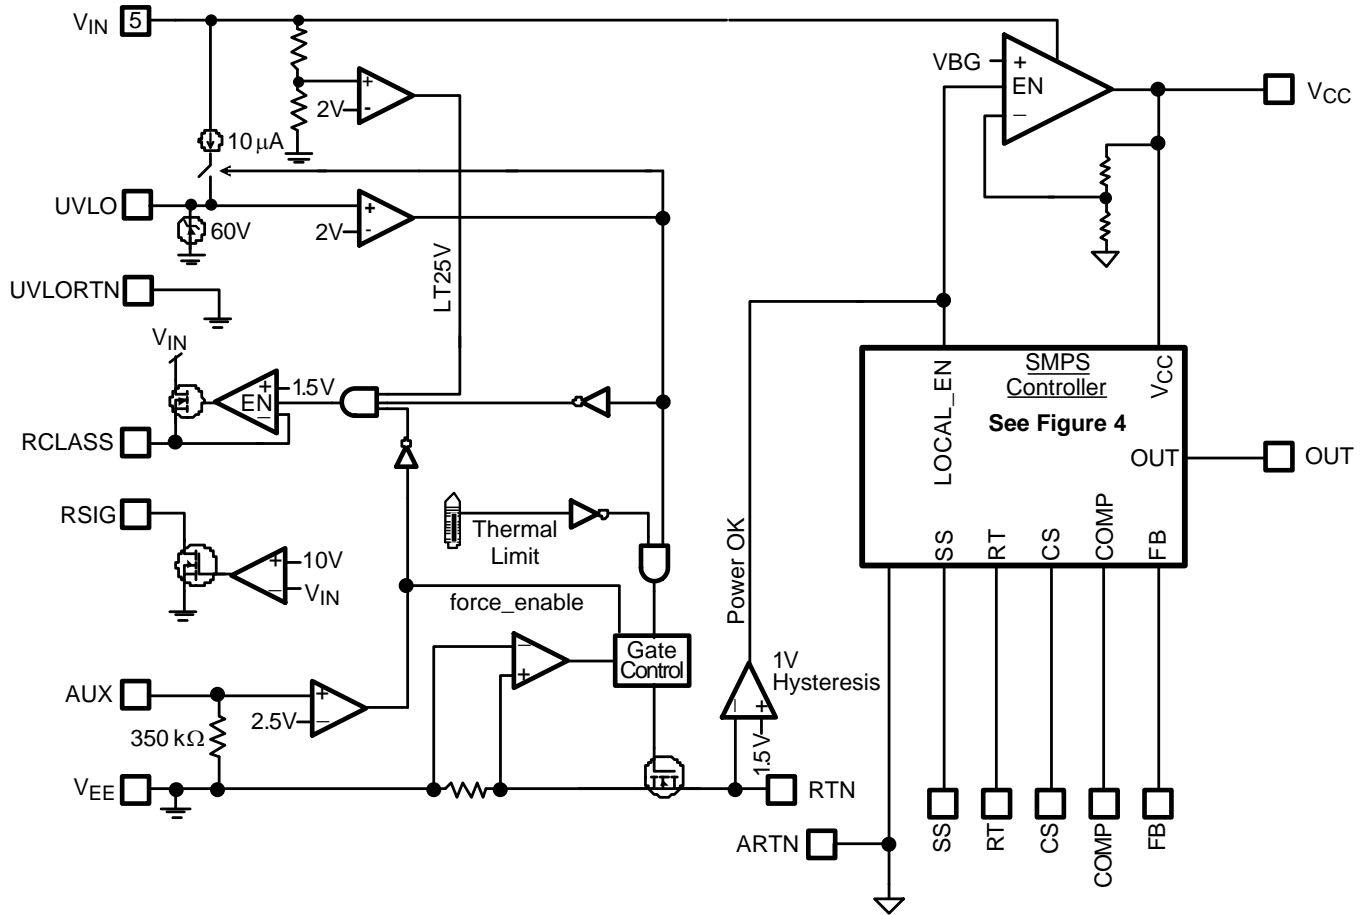 VIN
5
VBG
+
EN
−
VCC
+
2V
-
10 μA
UVLO
60V
+
2V
-
LT25V
UVLORTN
VIN
+
1.5V
EN
−
RCLASS
SMPS
Controller
See Figure 4
LOCAL_EN
VCC
OUT
OUT
RSIG
+
10V
−
VIN
Thermal
Limit
SS
RT
CS
COMP
FB
Power OK
force_enable
−
+
Gate
Control
1V
Hysteresis
−
+
1.5V
AUX
+
2.5V
−
350 kΩ
VEE
RTN
ARTN
SS
RT
CS
COMP
FB